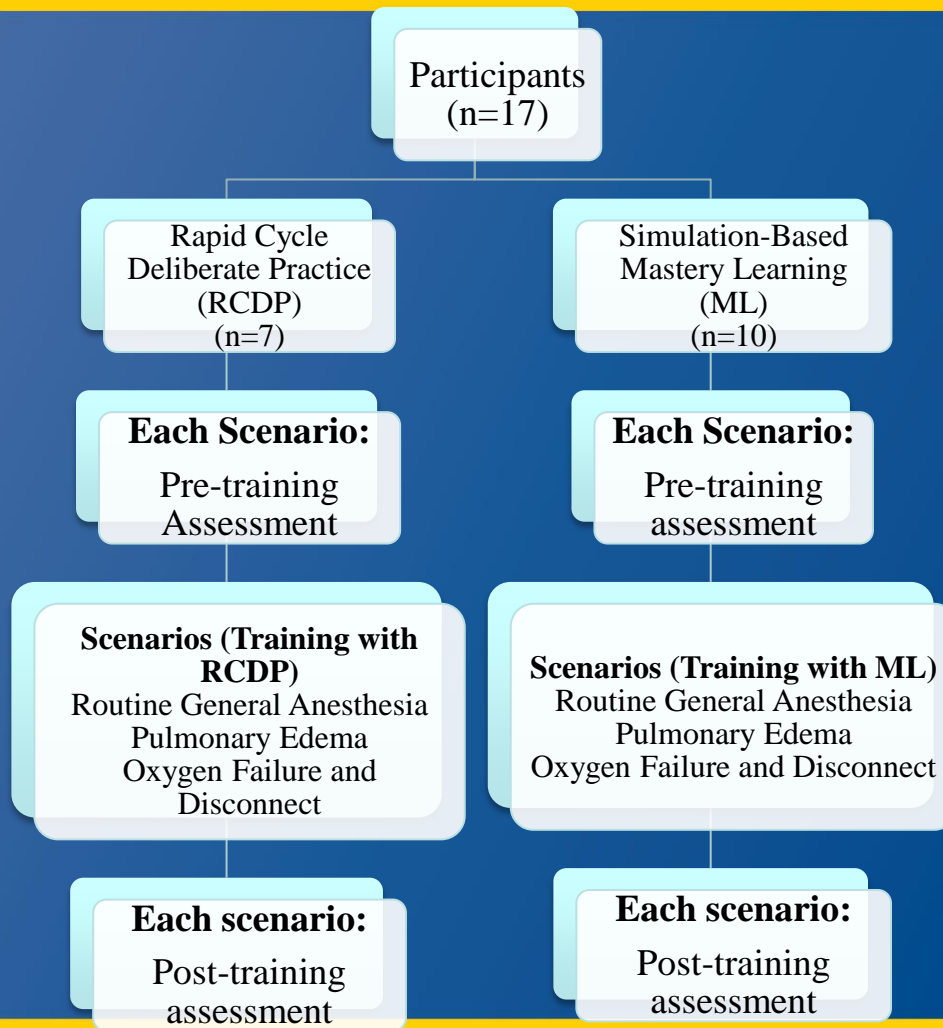 Participants
(n=17)
Rapid Cycle
Deliberate Practice
(RCDP)
(n=7)
Simulation-Based
Mastery Learning
(ML)
(n=10)
Each Scenario:
Pre-training
Assessment
Each Scenario:
Pre-training
assessment
Scenarios (Training with
RCDP)
Routine General Anesthesia
Pulmonary Edema
Oxygen Failure and
Disconnect
Scenarios (Training with ML)
Routine General Anesthesia
Pulmonary Edema
Oxygen Failure and Disconnect
Each scenario:
Post-training
assessment
Each scenario:
Post-training
assessment